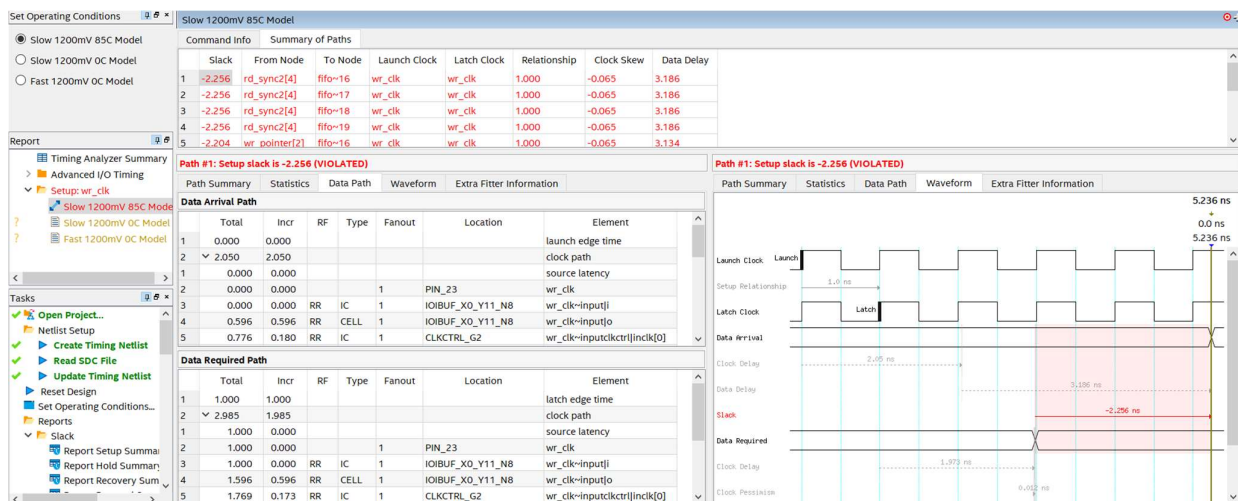 Set Operating Conditions
Slow 1200mV 85C Model
Slow 1200mV 0C Model
Fast 1200mV 0C Model
Report
Timing Analyzer Summary
Advanced I/O Timing
Setup: wr_clk
Slow 1200mV 85C Mode
Slow 1200mV 0C Model
Fast 1200mV 0C Model
Tasks
Open Project...
Netlist Setup
Create Timing Netlist
Read SDC File
Update Timing Netlist
Reset Design
Set Operating Conditions...
Reports
Slack
Report Setup Summa
Report Hold Summary
Report Recovery Sum
Slow 1200mV 85C Model
Command Info Summary of Paths
Slack From Node To Node Launch Clock Latch Clock Relationship Clock Skew Data Delay
1 -2.256 rd_sync2[4] fifo~16 wr_clk wr_clk 1.000 -0.065 3.186
2 -2.256 rd_sync2[4] fifo~17 wr_clk wr_clk 1.000 -0.065 3.186
3 -2.256 rd_sync2[4] fifo~18 wr_clk wr_clk 1.000 -0.065 3.186
4 -2.256 rd_sync2[4] fifo~19 wr_clk wr_clk 1.000 -0.065 3.186
5 -2.204 wr_pointer[2] fifo~16 wr_clk wr_clk 1.000 -0.065 3.134
Path #1: Setup slack is -2.256 (VIOLATED)
Path Summary Statistics Data Path Waveform Extra Fitter Information
Data Arrival Path
Total Incr RF Type Fanout Location Element
1 0.000 0.000 launch edge time
2 2.050 2.050 clock path
1 0.000 0.000 source latency
2 0.000 0.000 1 PIN_23 wr_clk
3 0.000 0.000 RR IC 1 IOIBUF_X0_Y11_N8 wr_clk~input|i
4 0.596 0.596 RR CELL 1 IOIBUF_X0_Y11_N8 wr_clk~input|o
5 0.776 0.180 RR IC 1 CLKCTRL_G2 wr_clk~inputclkctrl|inclk[0]
Data Required Path
Total Incr RF Type Fanout Location Element
1 1.000 1.000 latch edge time
2 2.985 1.985 clock path
1 1.000 0.000 source latency
2 1.000 0.000 1 PIN_23 wr_clk
3 1.000 0.000 RR IC 1 IOIBUF_X0_Y11_N8 wr_clk~input|i
4 1.596 0.596 RR CELL 1 IOIBUF_X0_Y11_N8 wr_clk~input|o
5 1.769 0.173 RR IC 1 CLKCTRL_G2 wr_clk~inputclkctrl|inclk[0]
Path #1: Setup slack is -2.256 (VIOLATED)
Path Summary Statistics Data Path Waveform Extra Fitter Information
5.236 ns
0.0 ns
5.236 ns
Launch Clock Launch
Setup Relationship 1.0 ns
Latch Clock Latch
Data Arrival
Clock Delay 2.05 ns
Data Delay 3.186 ns
Slack -2.256 ns
Data Required
Clock Delay 1.973 ns
Clock Pessimism 0.012 ns